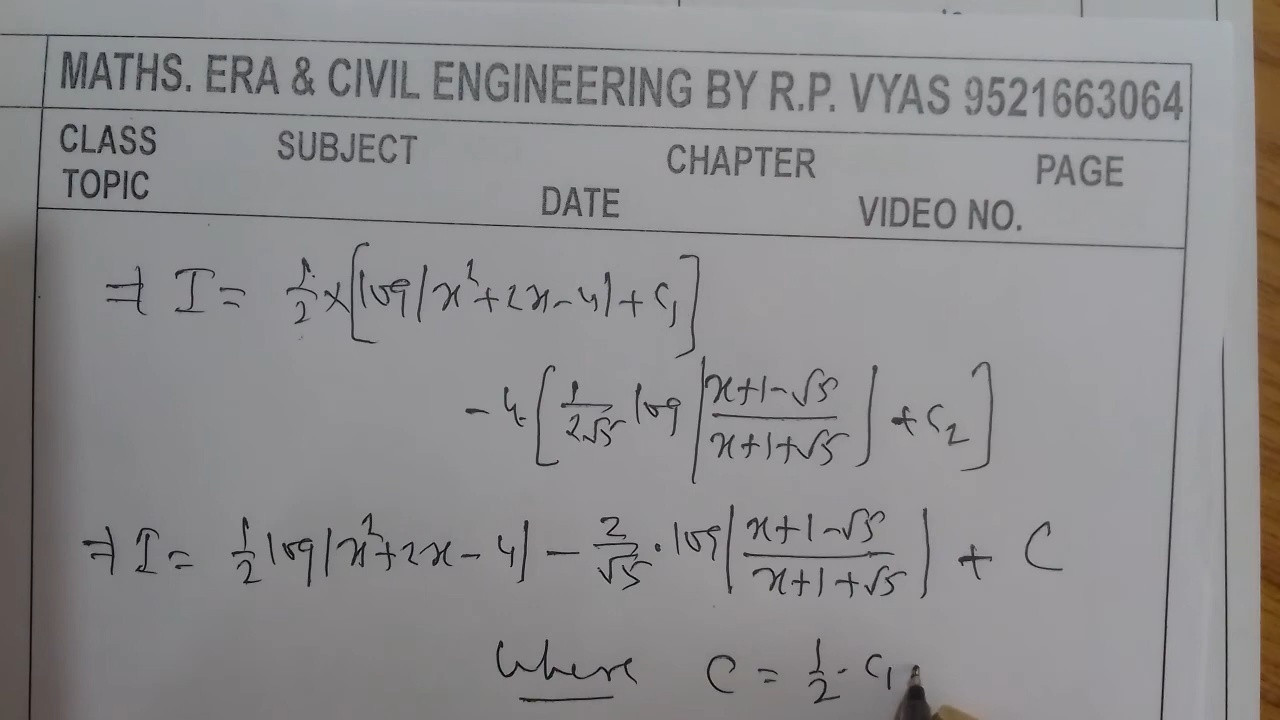 MATHS. ERA & CIVIL ENGINEERING BY R.P. VYAS 9521663064
CLASS SUBJECT CHAPTER PAGE
TOPIC DATE VIDEO NO.
⇒ I = 1/2 × [log|x²+2x-4| + C₁]
- 4 [1/2√5 log |x+1-√5 / x+1+√5| + C₂]
⇒ I = 1/2 log|x²+2x-4| - 2/√5 · log |x+1-√5 / x+1+√5| + C
Where C = 1/2 · C₁